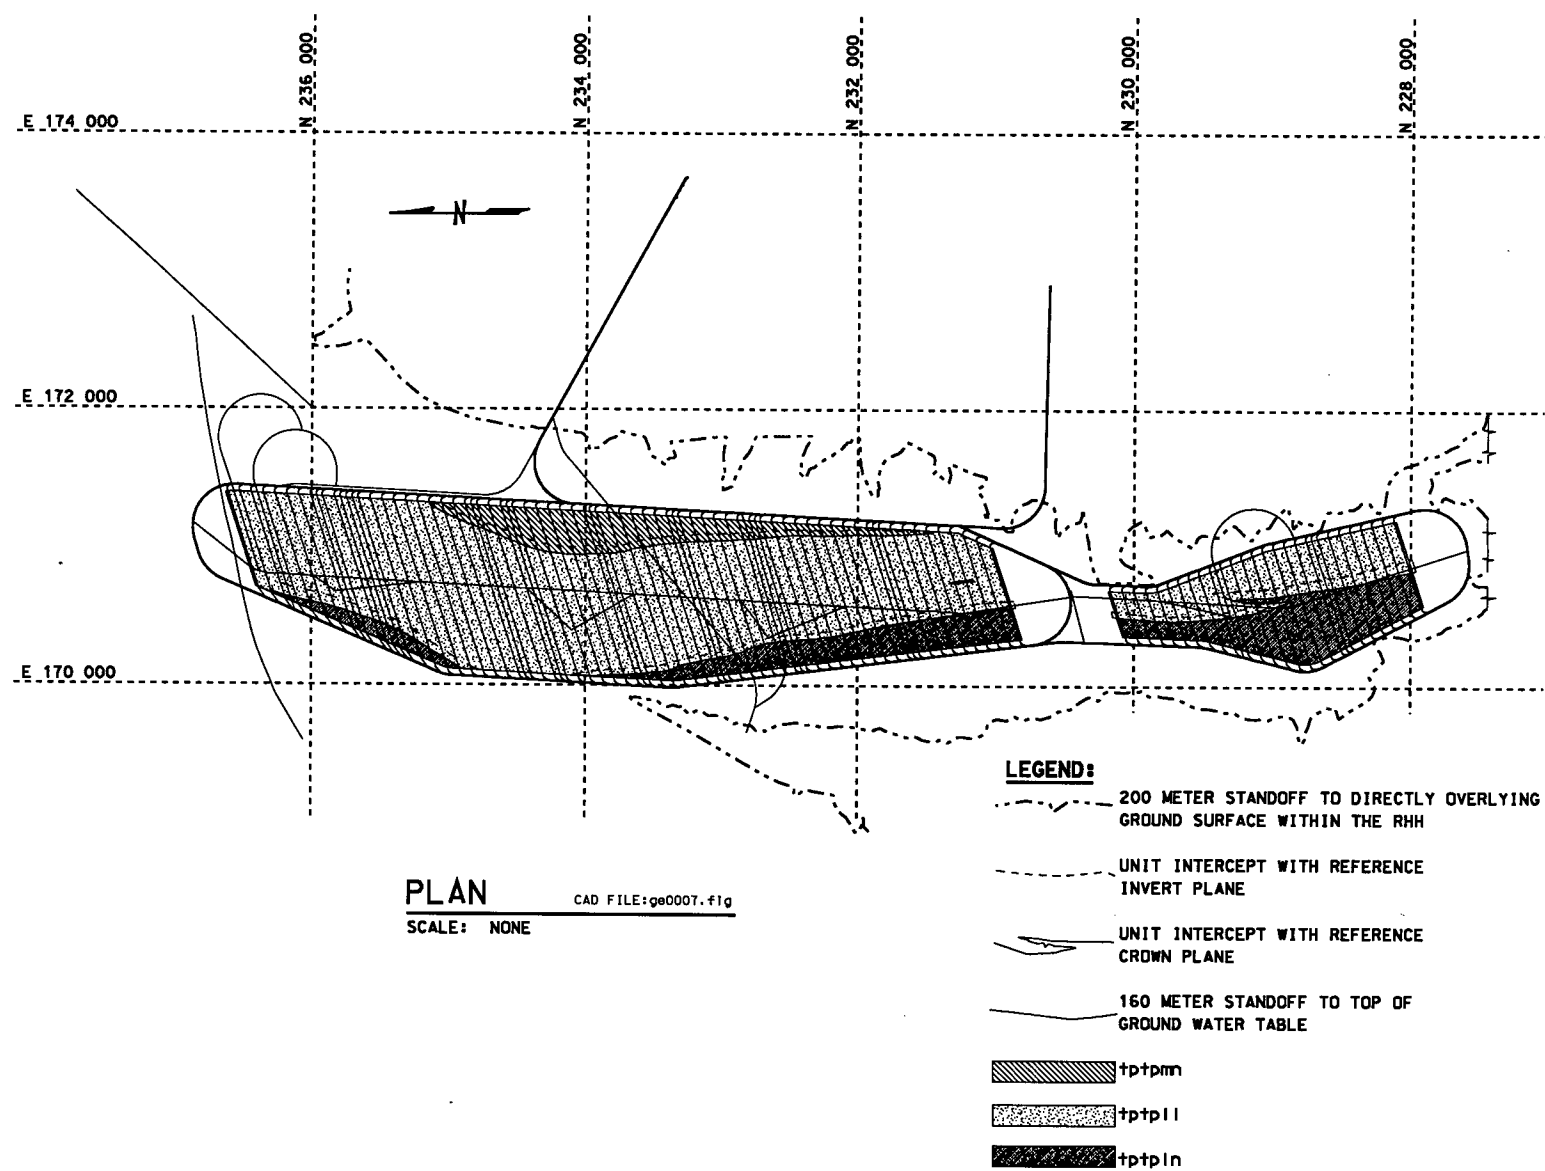 N 236 000
N 234 000
N 232 000
N 230 000
N 228 000
E 174 000
N
E 172 000
E 170 000
LEGEND:
200 METER STANDOFF TO DIRECTLY OVERLYING
GROUND SURFACE WITHIN THE RHH
UNIT INTERCEPT WITH REFERENCE
INVERT PLANE
PLAN CAD FILE:ge0007.fig
SCALE: NONE
UNIT INTERCEPT WITH REFERENCE
CROWN PLANE
160 METER STANDOFF TO TOP OF
GROUND WATER TABLE
tptpmn
tptpll
tptpln